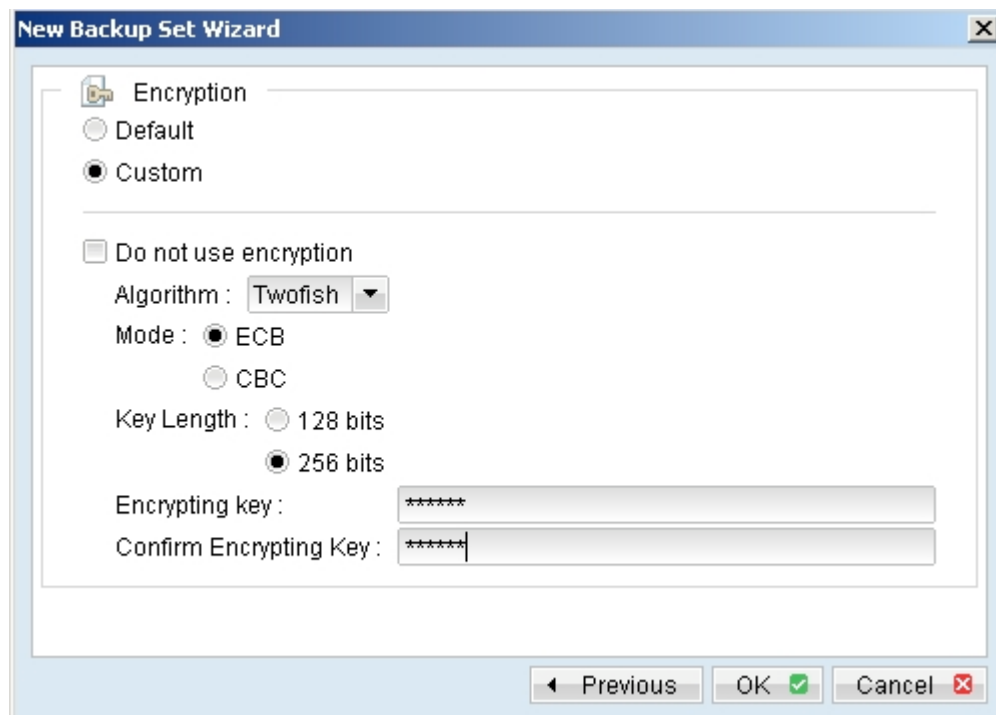 New Backup Set Wizard
Encryption
Default
Custom
Do not use encryption
Algorithm : Twofish
Mode : ECB
CBC
Key Length : 128 bits
256 bits
Encrypting key : ******
Confirm Encrypting Key : ******
Previous OK Cancel